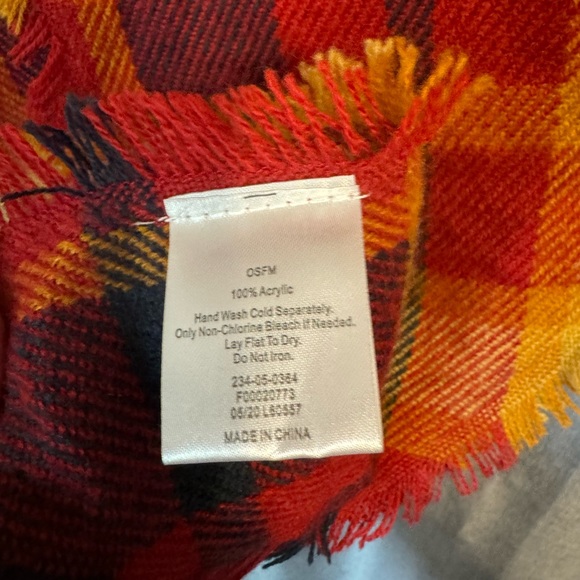 OSFM
100% Acrylic
Hand Wash Cold Separately.
Only Non-Chlorine Bleach If Needed.
Lay Flat To Dry.
Do Not Iron.
234-05-0364
F00020773
05/20 L60557
MADE IN CHINA